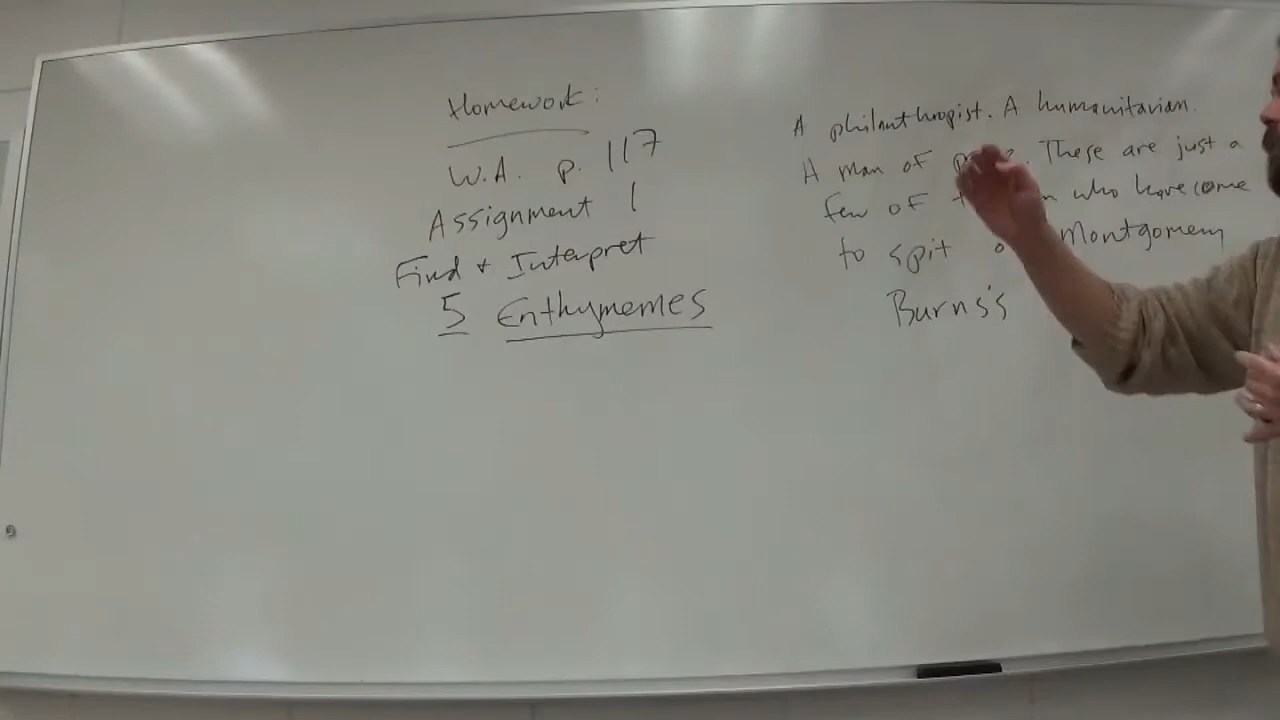 Homework:
W.A. p. 117
Assignment 1
Find + Interpret
5 Enthymemes
A philanthropist. A humanitarian.
A man of These are just a
few of who have come
to spit Montgomery
Burns's